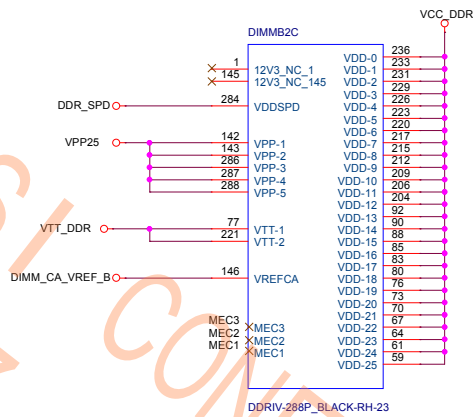 VCC_DDR
DIMMB2C
1 12V3_NC_1
145 12V3_NC_145
DDR_SPD 284 VDDSPD
VPP25 142 VPP-1
143 VPP-2
286 VPP-3
287 VPP-4
288 VPP-5
VTT_DDR 77 VTT-1
221 VTT-2
DIMM_CA_VREF_B 146 VREFCA
MEC3 MEC3
MEC2 MEC2
MEC1 MEC1
VDD-0 236
VDD-1 233
VDD-2 231
VDD-3 229
VDD-4 226
VDD-5 223
VDD-6 220
VDD-7 217
VDD-8 215
VDD-9 212
VDD-10 209
VDD-11 206
VDD-12 204
VDD-13 92
VDD-14 90
VDD-15 88
VDD-16 85
VDD-17 83
VDD-18 80
VDD-19 76
VDD-20 73
VDD-21 70
VDD-22 67
VDD-23 64
VDD-24 61
VDD-25 59
DDRIV-288P_BLACK-RH-23